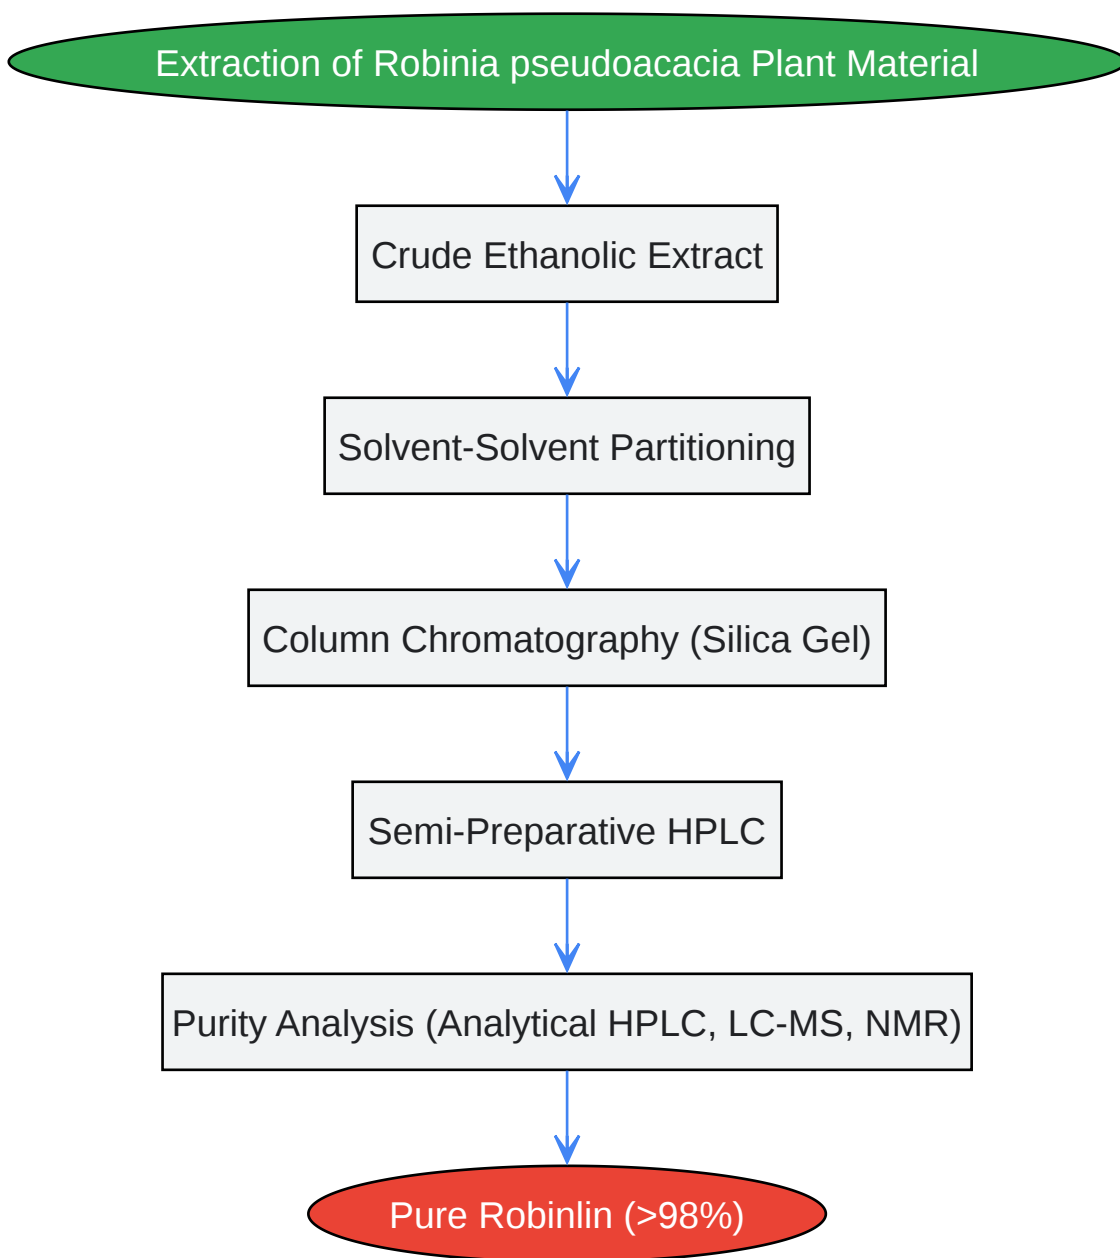 Extraction of Robinia pseudoacacia Plant Material
Crude Ethanolic Extract
Solvent-Solvent Partitioning
Column Chromatography (Silica Gel)
Semi-Preparative HPLC
Purity Analysis (Analytical HPLC, LC-MS, NMR)
Pure Robinlin (>98%)